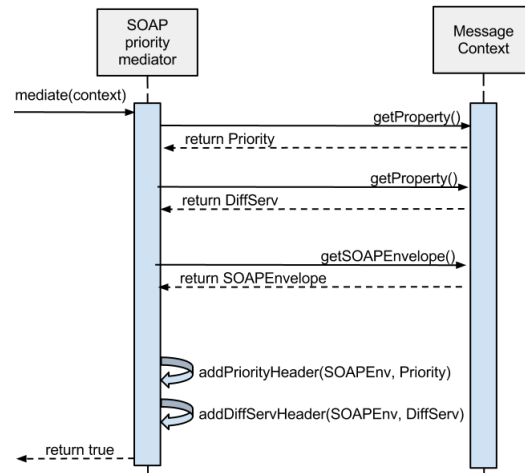 SOAP
priority
mediator
Message
Context
mediate(context)
getProperty()
return Priority
getProperty()
return DiffServ
getSOAPEnvelope()
return SOAPEnvelope
addPriorityHeader(SOAPEnv, Priority)
addDiffServHeader(SOAPEnv, DiffServ)
return true